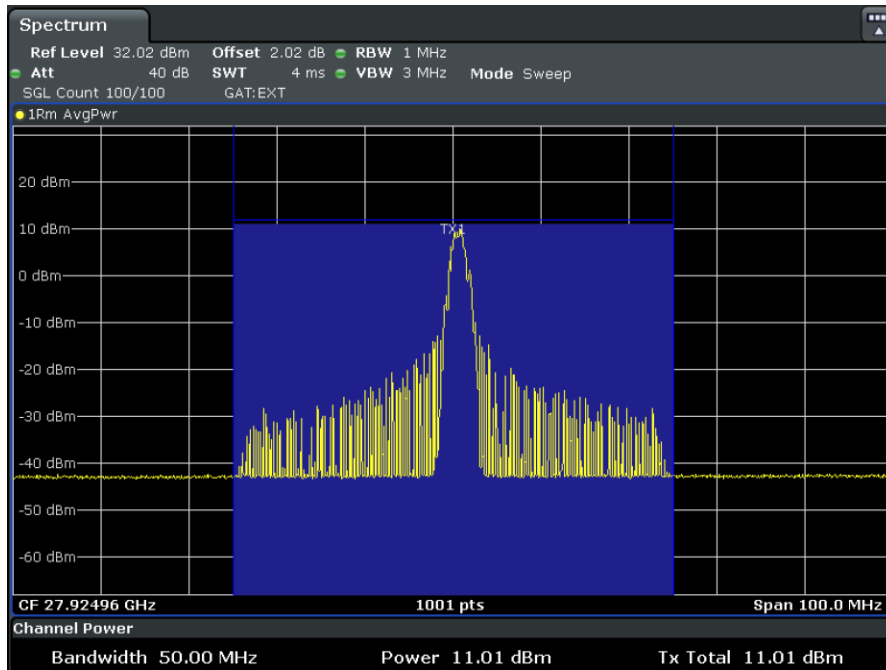 Spectrum
Ref Level 32.02 dBm Offset 2.02 dB RBW 1 MHz
Att 40 dB SWT 4 ms VBW 3 MHz Mode Sweep
SGL Count 100/100 GAT:EXT
1Rm AvgPwr
20 dBm
10 dBm
TX1
0 dBm
-10 dBm
-20 dBm
-30 dBm
-40 dBm
-50 dBm
-60 dBm
CF 27.92496 GHz 1001 pts Span 100.0 MHz
Channel Power
Bandwidth 50.00 MHz Power 11.01 dBm Tx Total 11.01 dBm